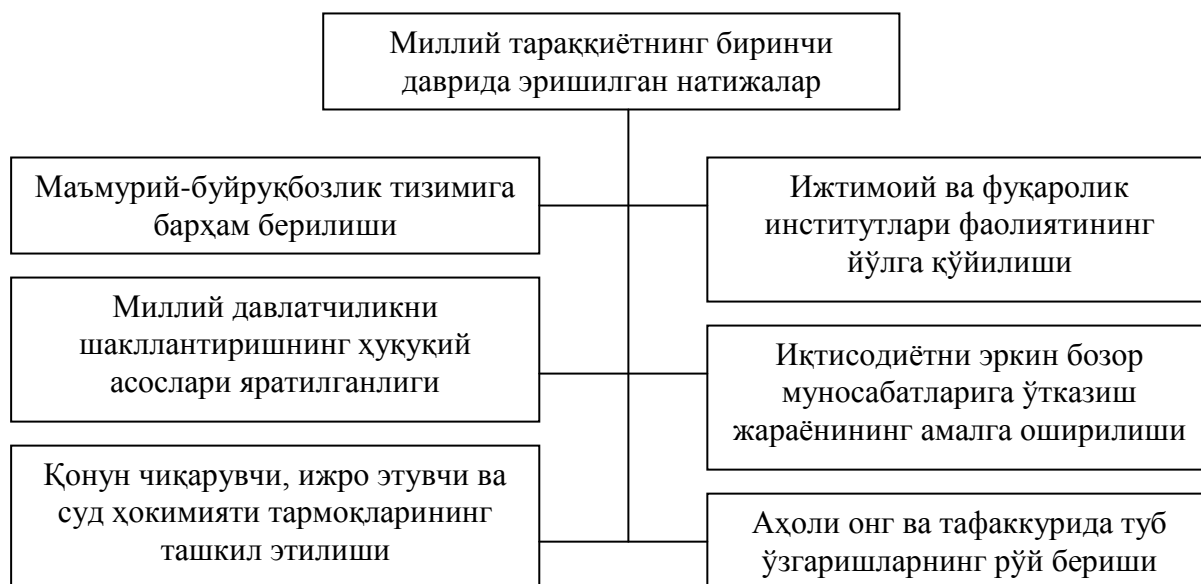 Миллий тараққиётнинг биринчи
даврида эришилган натижалар
Маъмурий-буйруқбозлик тизимига
барҳам берилиши
Миллий давлатчиликни
шакллантиришнинг ҳуқуқий
асослари яратилганлиги
Қонун чиқарувчи, ижро этувчи ва
суд ҳокимияти тармоқларининг
ташкил этилиши
Ижтимоий ва фуқаролик
институтлари фаолиятининг
йўлга қўйилиши
Иқтисодиётни эркин бозор
муносабатларига ўтказиш
жараёнининг амалга оширилиши
Аҳоли онг ва тафаккурида туб
ўзгаришларнинг рўй бериши